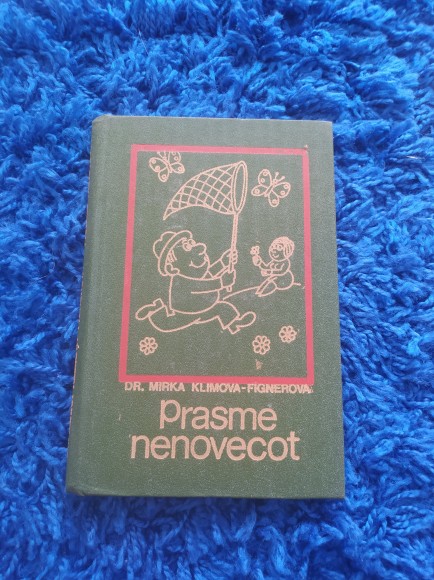 DR. MIRKA KLIMOVA-FIGNEROVA
Prasme
nenovecot